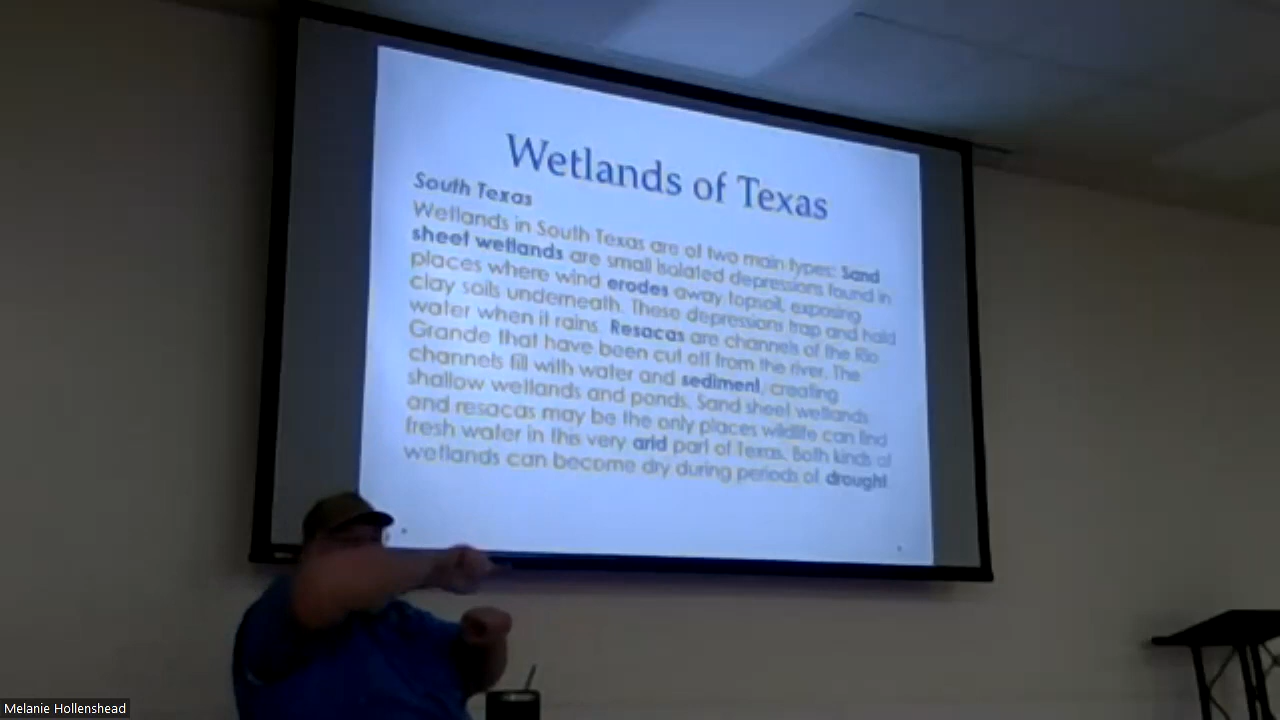 Wetlands of Texas
South Texas
Wetlands in South Texas are of two main types: Sand
sheet wetlands are small isolated depressions found in
places where wind erodes away topsoil, exposing
clay soils underneath. These depressions trap and hold
water when it rains. Resacas are channels of the Rio
Grande that have been cut off from the river. The
channels fill with water and sediment, creating
shallow wetlands and ponds. Sand sheet wetlands
and resacas may be the only places wildlife can find
fresh water in this very arid part of Texas. Both kinds of
wetlands can become dry during periods of drought
Melanie Hollenshead